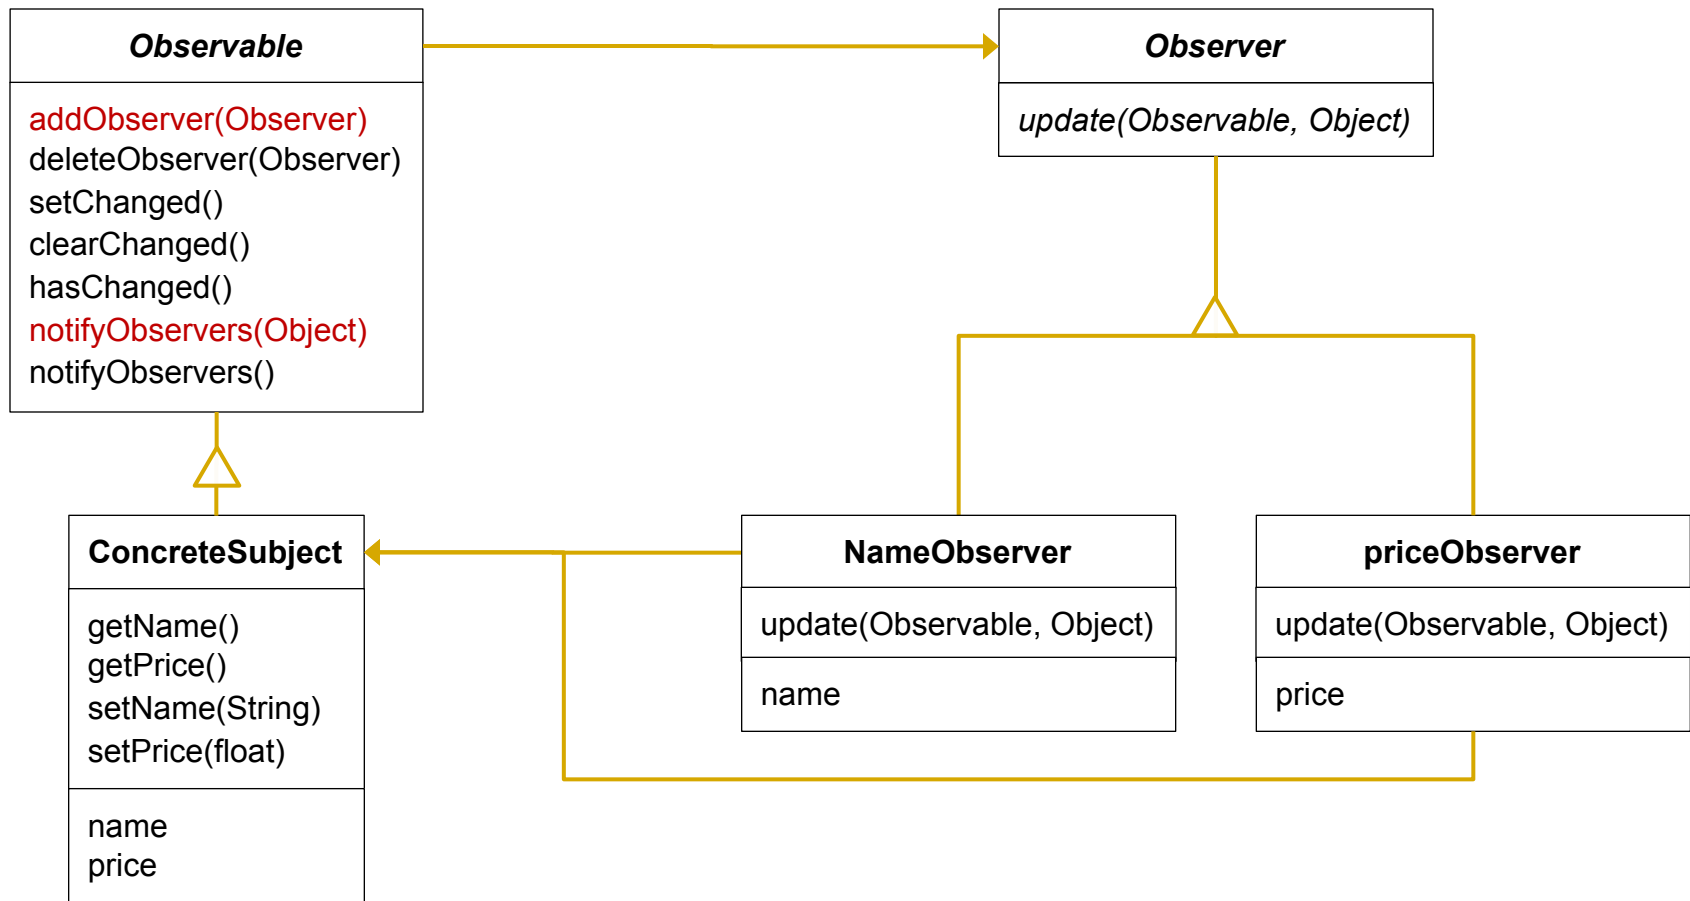 Observable
addObserver(Observer)
deleteObserver(Observer)
setChanged()
clearChanged()
hasChanged()
notifyObservers(Object)
notifyObservers()
Observer
update(Observable, Object)
ConcreteSubject
getName()
getPrice()
setName(String)
setPrice(float)
name
price
NameObserver
update(Observable, Object)
name
priceObserver
update(Observable, Object)
price